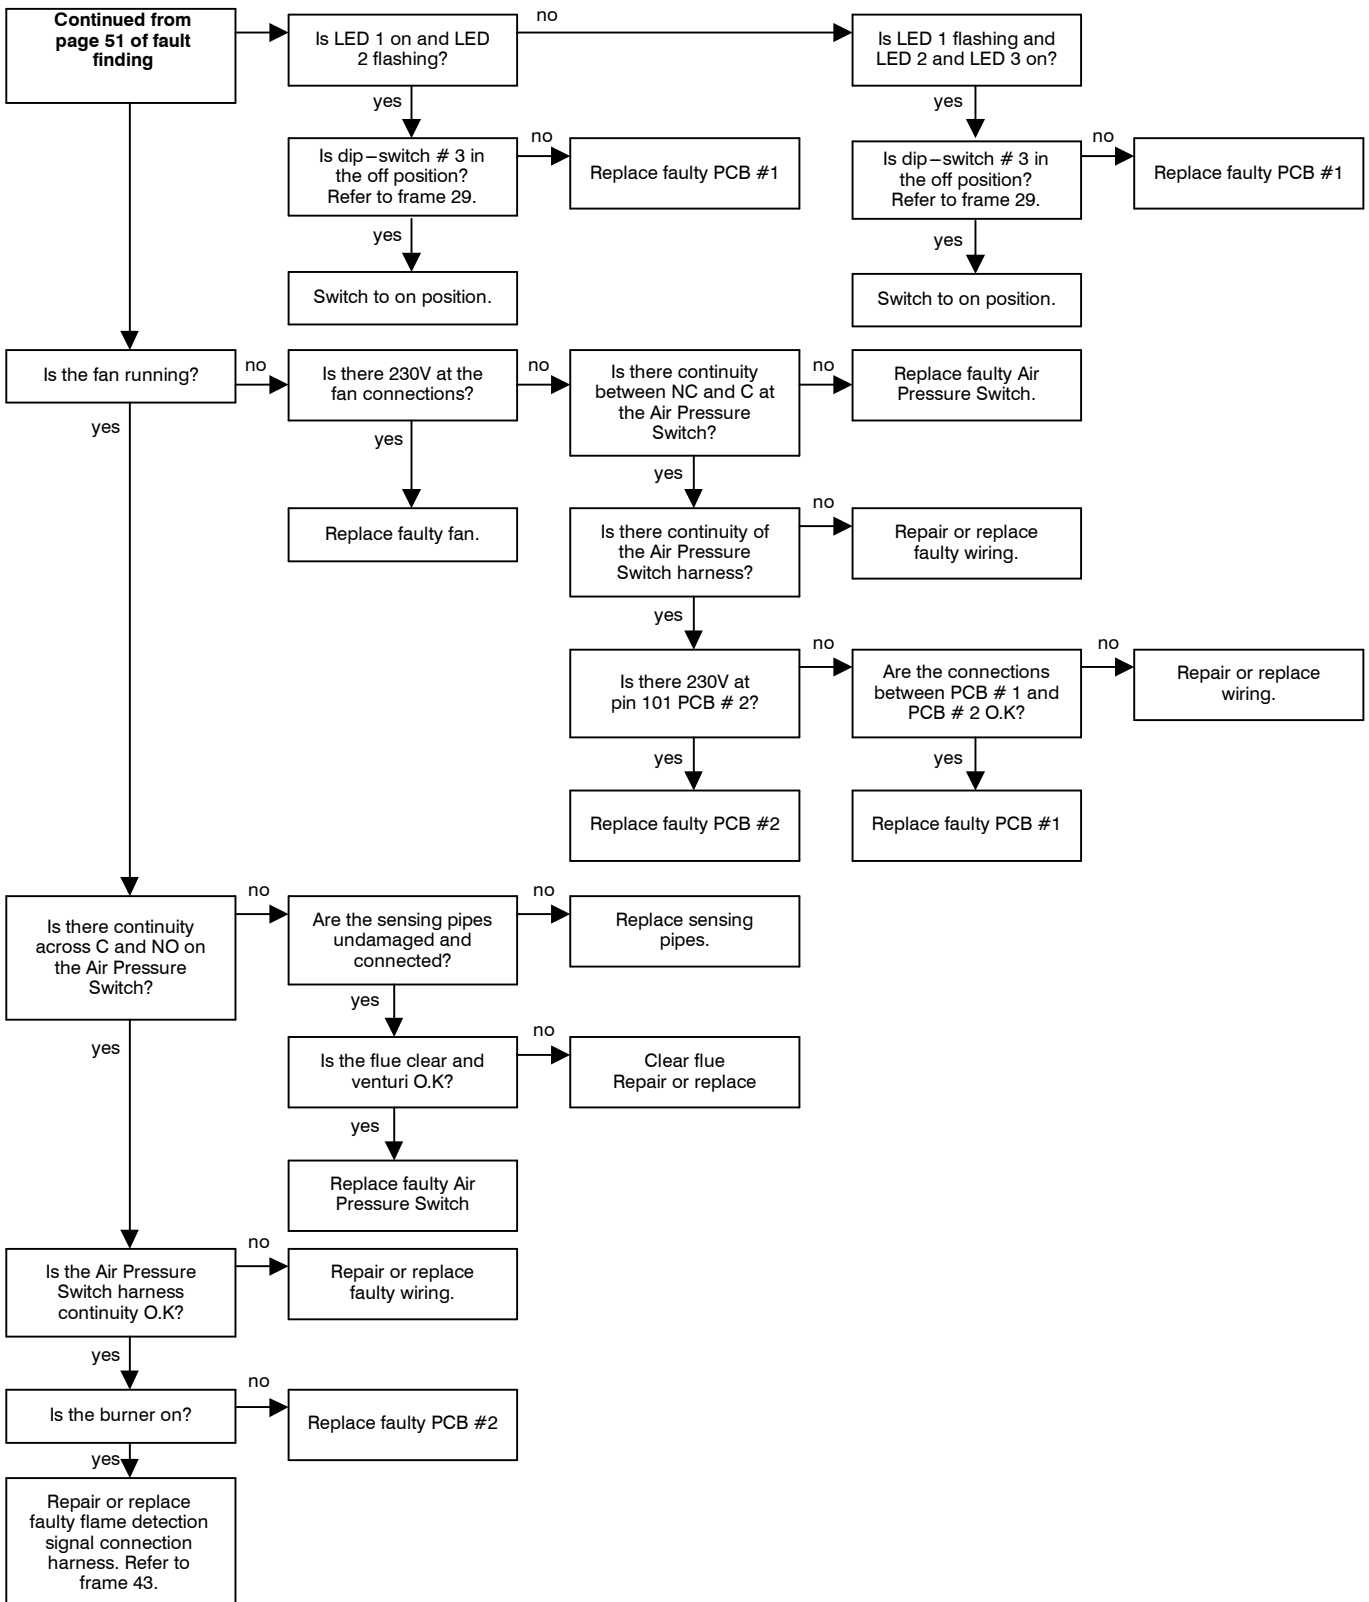 Continued from
page 51 of fault
finding
Is LED 1 on and LED
2 flashing?
no
Is LED 1 flashing and
LED 2 and LED 3 on?
yes
yes
Is dip–switch # 3 in
the off position?
Refer to frame 29.
no
Replace faulty PCB #1
Is dip–switch # 3 in
the off position?
Refer to frame 29.
no
Replace faulty PCB #1
yes
yes
Switch to on position.
Switch to on position.
Is the fan running?
no
Is there 230V at the
fan connections?
no
Is there continuity
between NC and C at
the Air Pressure
Switch?
no
Replace faulty Air
Pressure Switch.
yes
yes
yes
Replace faulty fan.
Is there continuity of
the Air Pressure
Switch harness?
no
Repair or replace
faulty wiring.
yes
Is there 230V at
pin 101 PCB # 2?
no
Are the connections
between PCB # 1 and
PCB # 2 O.K?
no
Repair or replace
wiring.
yes
yes
Replace faulty PCB #2
Replace faulty PCB #1
Is there continuity
across C and NO on
the Air Pressure
Switch?
no
Are the sensing pipes
undamaged and
connected?
no
Replace sensing
pipes.
yes
yes
Is the flue clear and
venturi O.K?
no
Clear flue
Repair or replace
yes
Replace faulty Air
Pressure Switch
Is the Air Pressure
Switch harness
continuity O.K?
no
Repair or replace
faulty wiring.
yes
Is the burner on?
no
Replace faulty PCB #2
yes
Repair or replace
faulty flame detection
signal connection
harness. Refer to
frame 43.